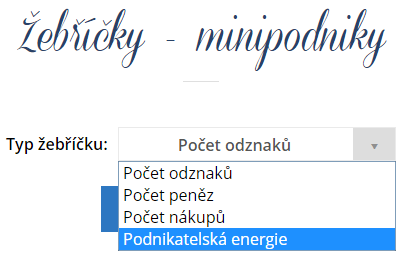 Žebříčky - minipodniky
Typ žebříčku: Počet odznaků
Počet odznaků
Počet peněz
Počet nákupů
Podnikatelská energie